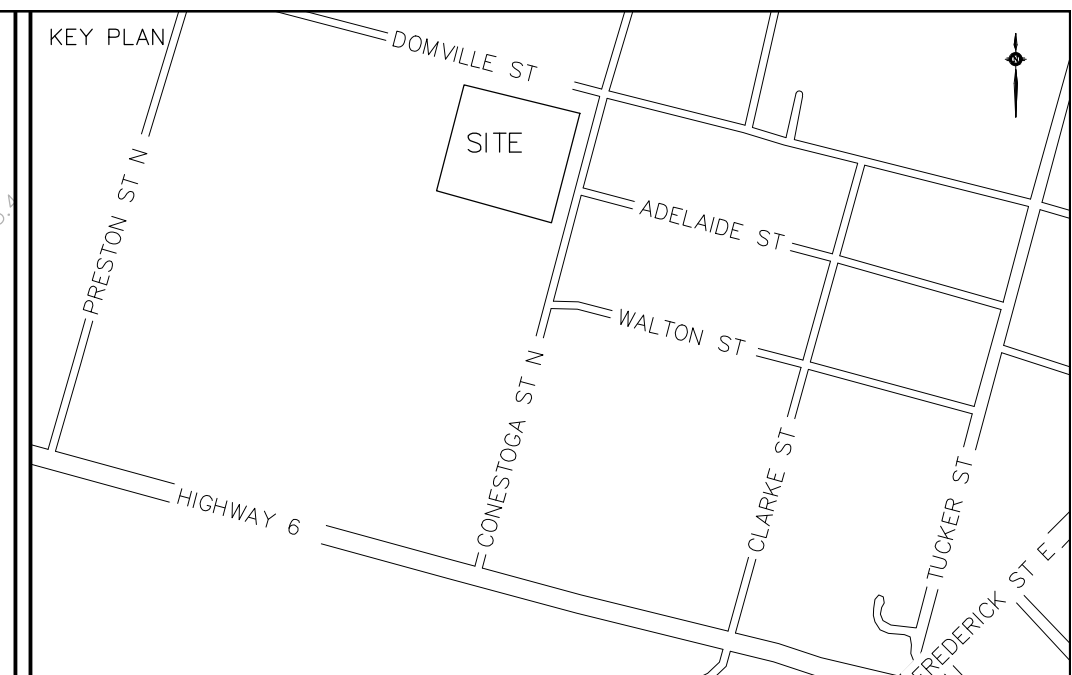 KEY PLAN
DOMVILLE ST
SITE
PRESTON ST N
ADELAIDE ST
WALTON ST
CONESTOGA ST N
CLARKE ST
TUCKER ST
HIGHWAY 6
FREDERICK ST E